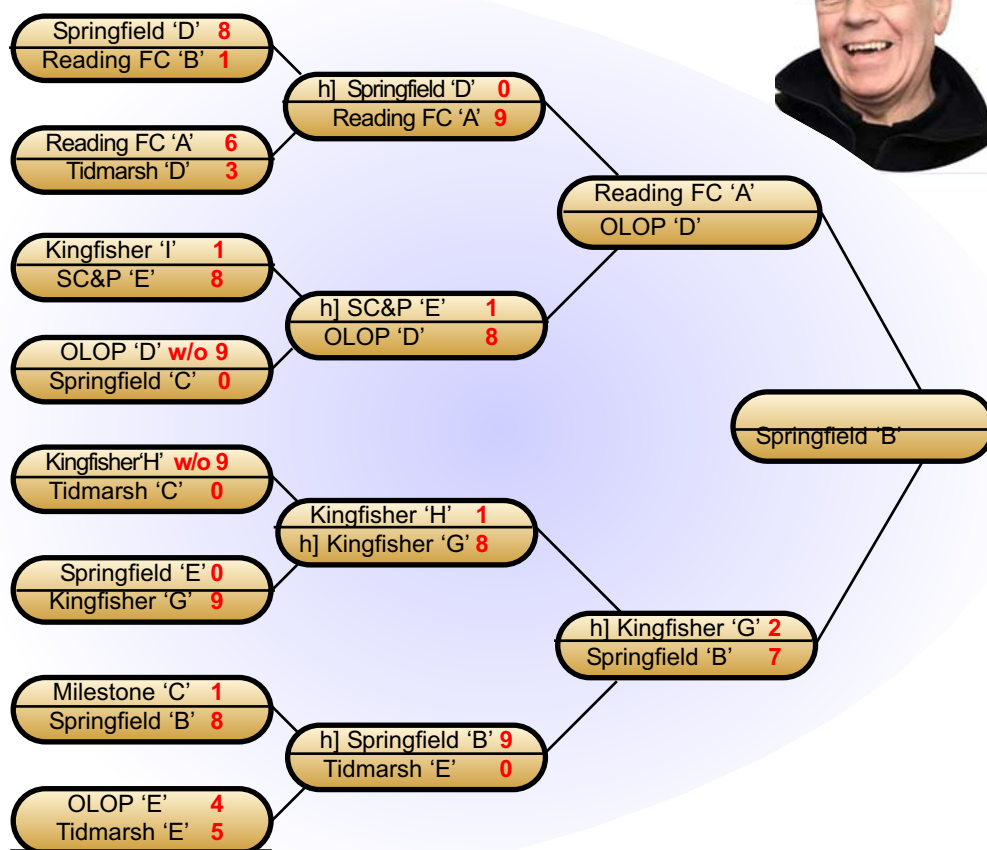 Springfield ‘D’ 8
Reading FC ‘B’ 1
Reading FC ‘A’ 6
Tidmarsh ‘D’ 3
Kingfisher ‘I’ 1
SC&P ‘E’ 8
OLOP ‘D’ w/o 9
Springfield ‘C’ 0
Kingfisher‘H’ w/o 9
Tidmarsh ‘C’ 0
Springfield ‘E’ 0
Kingfisher ‘G’ 9
Milestone ‘C’ 1
Springfield ‘B’ 8
OLOP ‘E’ 4
Tidmarsh ‘E’ 5
h] Springfield ‘D’ 0
Reading FC ‘A’ 9
h] SC&P ‘E’ 1
OLOP ‘D’ 8
Kingfisher ‘H’ 1
h] Kingfisher ‘G’ 8
h] Springfield ‘B’ 9
Tidmarsh ‘E’ 0
Reading FC ‘A’
OLOP ‘D’
h] Kingfisher ‘G’ 2
Springfield ‘B’ 7
Springfield ‘B’